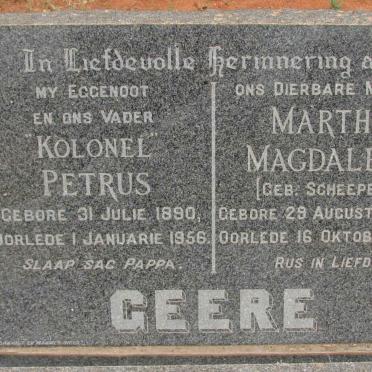 In Liefdevolle Herinnering a
MY EGGENOOT
EN ONS VADER
"KOLONEL"
PETRUS
GEBORE 31 JULIE 1890,
OORLEDE 1 JANUARIE 1956.
SLAAP SAG PAPPA.
ONS DIERBARE M
MARTH
MAGDALE
(GEB: SCHEEPE
GEBORE 29 AUGUST
OORLEDE 16 OKTOB
RUS IN LIEFD
GEERE